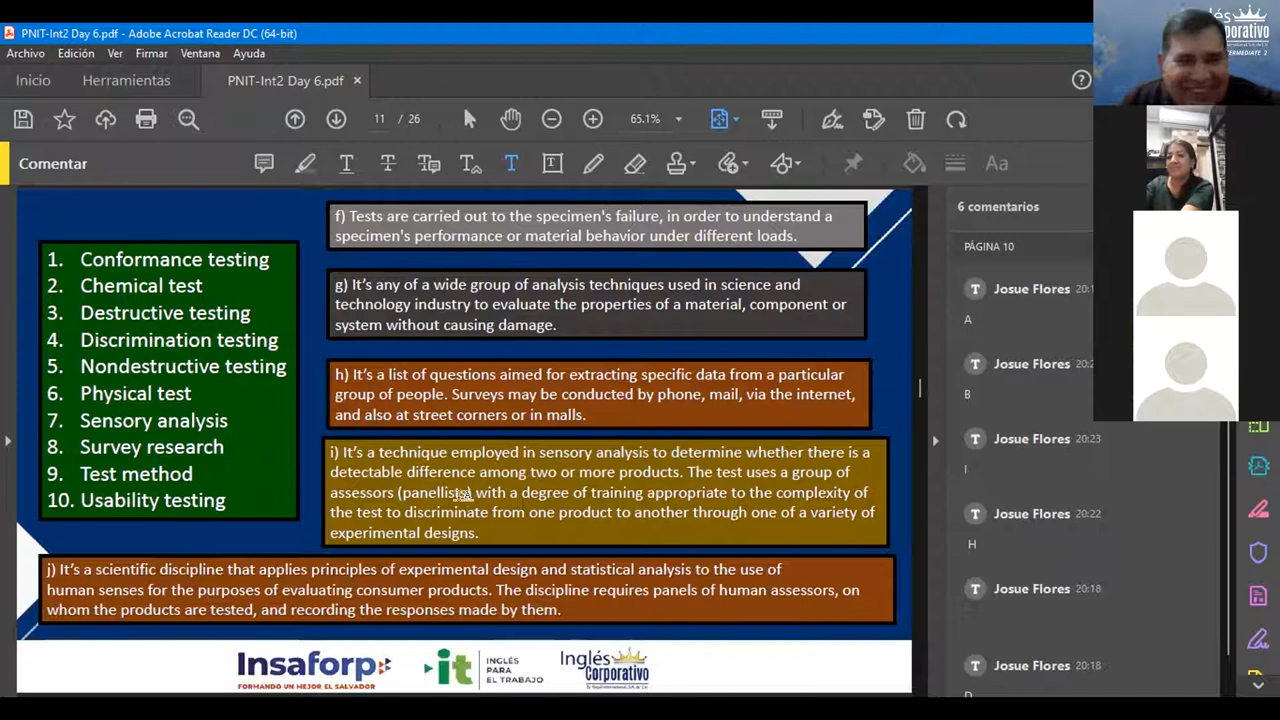 PNIT-Int2 Day 6.pdf - Adobe Acrobat Reader DC (64-bit)
Archivo Edición Ver Firmar Ventana Ayuda
Inicio Herramientas PNIT-Int2 Day 6.pdf ×
11 / 26 65.1%
Comentar
6 comentarios
PÁGINA 10
Josue Flores
A
Josue Flores
B
Josue Flores 20:23
I
Josue Flores 20:22
H
Josue Flores 20:18
Josue Flores 20:18
1. Conformance testing
2. Chemical test
3. Destructive testing
4. Discrimination testing
5. Nondestructive testing
6. Physical test
7. Sensory analysis
8. Survey research
9. Test method
10. Usability testing
f) Tests are carried out to the specimen's failure, in order to understand a
specimen's performance or material behavior under different loads.
g) It's any of a wide group of analysis techniques used in science and
technology industry to evaluate the properties of a material, component or
system without causing damage.
h) It's a list of questions aimed for extracting specific data from a particular
group of people. Surveys may be conducted by phone, mail, via the internet,
and also at street corners or in malls.
i) It's a technique employed in sensory analysis to determine whether there is a
detectable difference among two or more products. The test uses a group of
assessors (panellists) with a degree of training appropriate to the complexity of
the test to discriminate from one product to another through one of a variety of
experimental designs.
j) It's a scientific discipline that applies principles of experimental design and statistical analysis to the use of
human senses for the purposes of evaluating consumer products. The discipline requires panels of human assessors, on
whom the products are tested, and recording the responses made by them.
Insaforp
FORMANDO UN MEJOR EL SALVADOR
it
INGLÉS
PARA
EL TRABAJO
Inglés
Corporativo